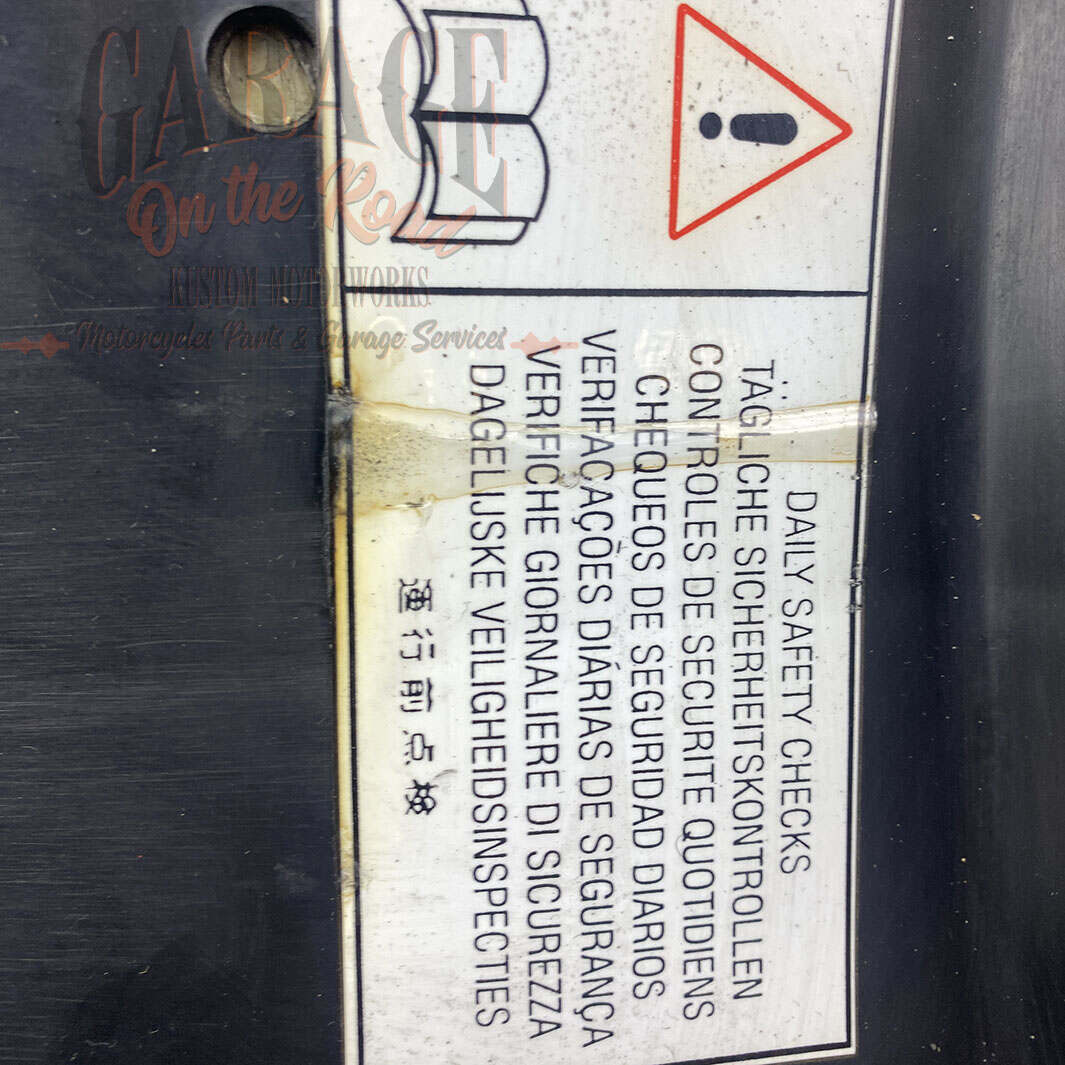 GARAGE
On the Road
KUSTOM MOTORWORKS
Motorcycles Parts & Garage Services
DAILY SAFETY CHECKS
TÄGLICHE SICHERHEITSKONTROLLEN
CONTROLES DE SECURITE QUOTIDIENS
CHEQUEOS DE SEGURIDAD DIARIOS
VERIFACAÇÕES DIÁRIAS DE SEGURANÇA
VERIFICHE GIORNALIERE DI SICUREZZA
DAGELIJSKE VEILIGHEIDSINSPECTIES
運行前点検